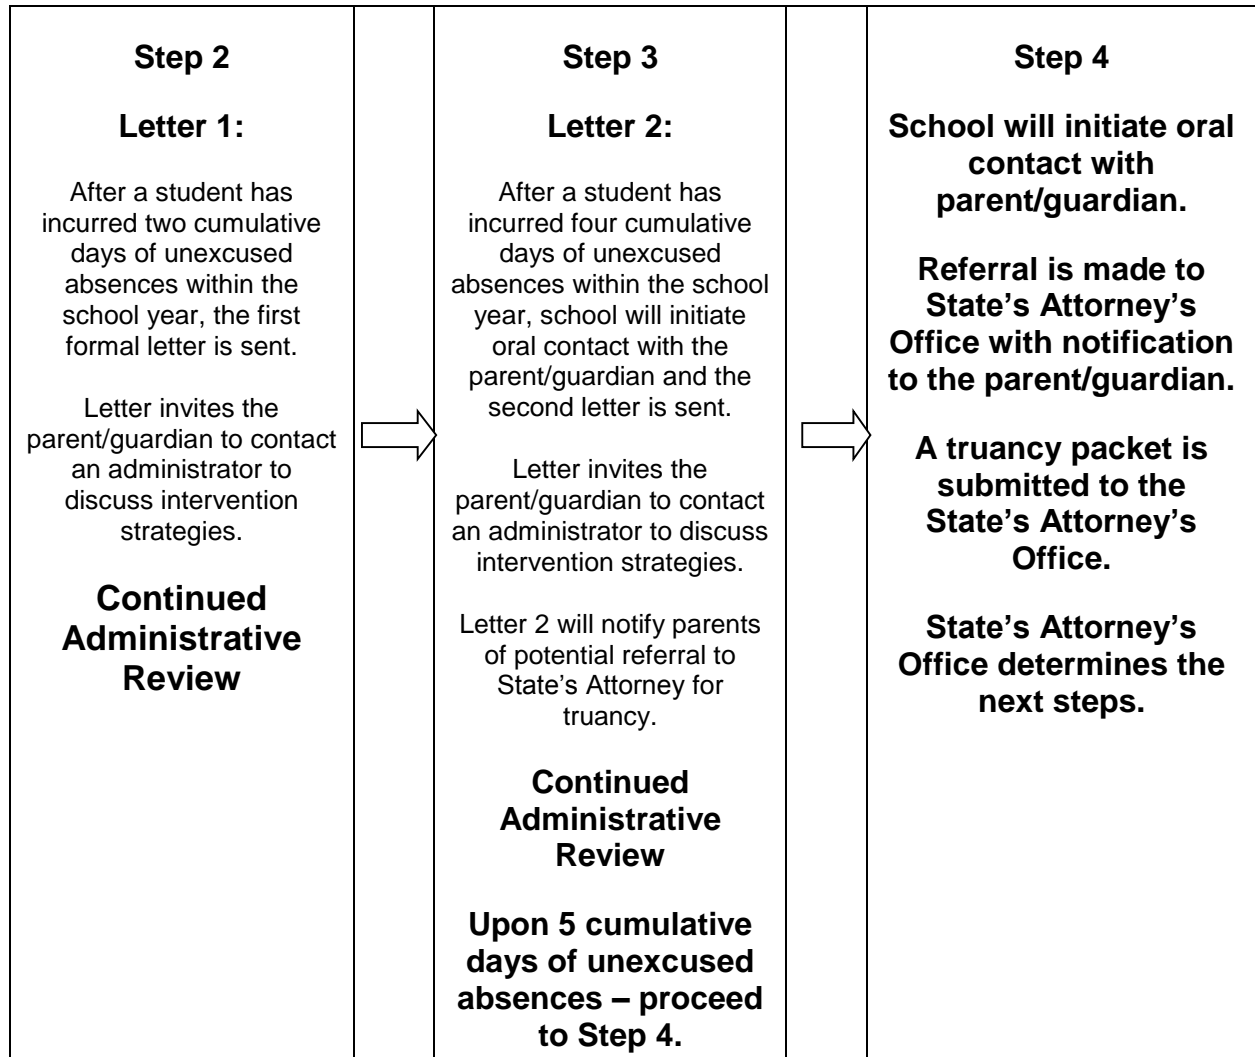 Step 2
Letter 1:
After a student has
incurred two cumulative
days of unexcused
absences within the
school year, the first
formal letter is sent.
Letter invites the
parent/guardian to contact
an administrator to
discuss intervention
strategies.
Continued
Administrative
Review
Step 3
Letter 2:
After a student has
incurred four cumulative
days of unexcused
absences within the school
year, school will initiate
oral contact with the
parent/guardian and the
second letter is sent.
Letter invites the
parent/guardian to contact
an administrator to discuss
intervention strategies.
Letter 2 will notify parents
of potential referral to
State’s Attorney for
truancy.
Continued
Administrative
Review
Upon 5 cumulative
days of unexcused
absences – proceed
to Step 4.
Step 4
School will initiate oral
contact with
parent/guardian.
Referral is made to
State’s Attorney’s
Office with notification
to the parent/guardian.
A truancy packet is
submitted to the
State’s Attorney’s
Office.
State’s Attorney’s
Office determines the
next steps.